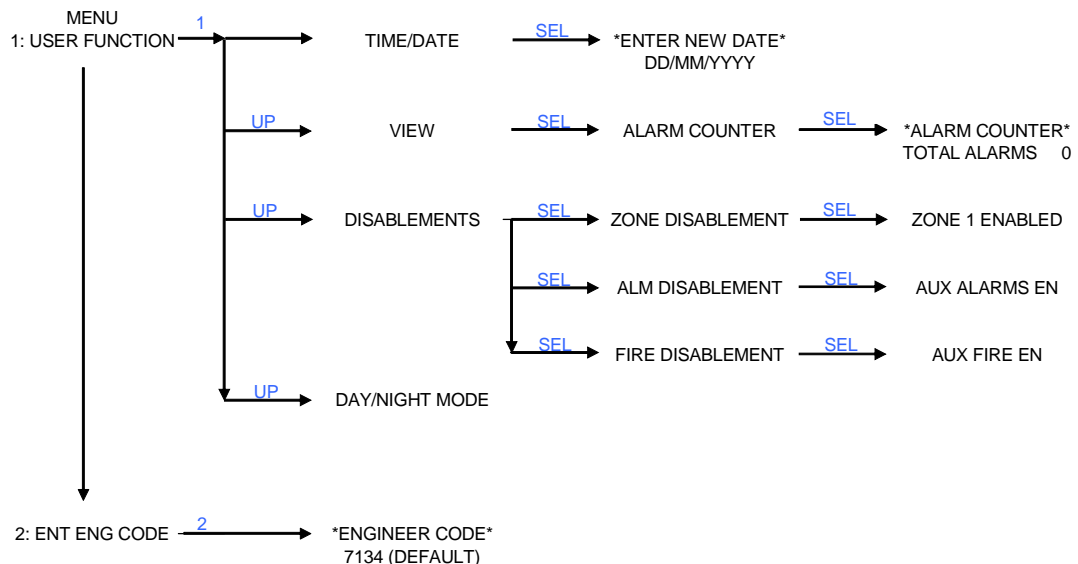 MENU
1: USER FUNCTION
1
TIME/DATE
SEL
*ENTER NEW DATE*
DD/MM/YYYY
UP
VIEW
SEL
ALARM COUNTER
SEL
*ALARM COUNTER*
TOTAL ALARMS 0
UP
DISABLEMENTS
SEL
ZONE DISABLEMENT
SEL
ZONE 1 ENABLED
SEL
ALM DISABLEMENT
SEL
AUX ALARMS EN
SEL
FIRE DISABLEMENT
SEL
AUX FIRE EN
UP
DAY/NIGHT MODE
2: ENT ENG CODE
2
*ENGINEER CODE*
7134 (DEFAULT)